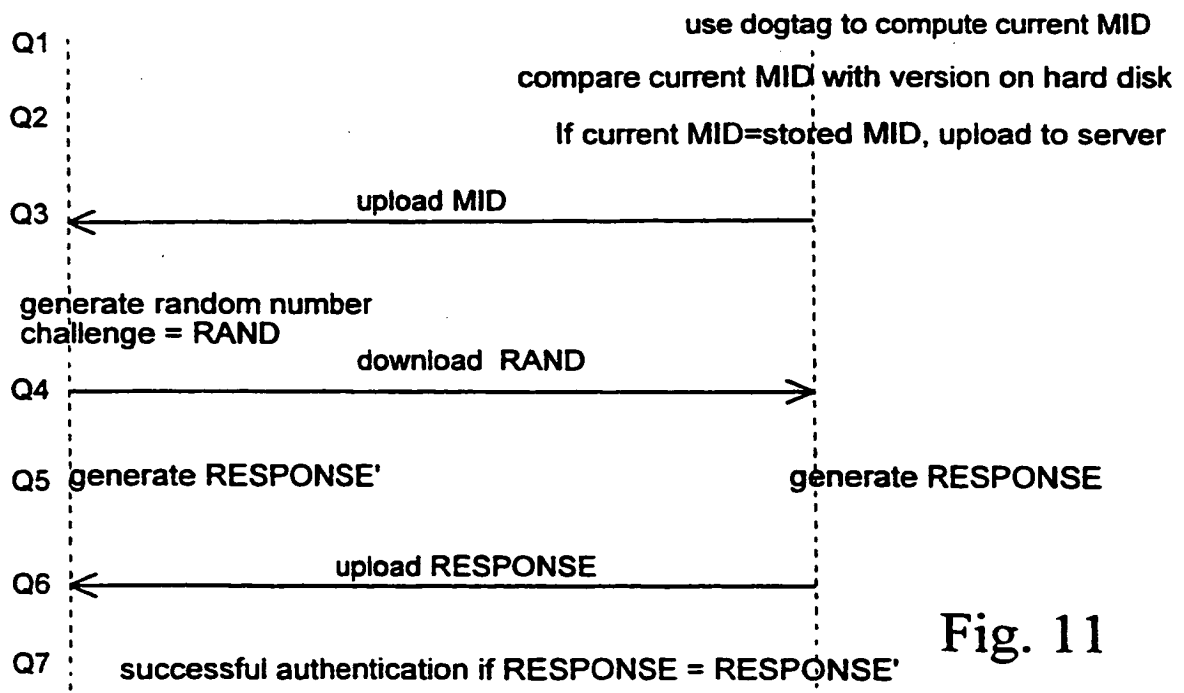 use dogtag to compute current MID
Q1
compare current MID with version on hard disk
Q2
If current MID=stored MID, upload to server
upload MID
Q3
generate random number
challenge = RAND
download RAND
Q4
Q5 generate RESPONSE' generate RESPONSE
upload RESPONSE
Q6
Fig. 11
Q7 successful authentication if RESPONSE = RESPONSE'